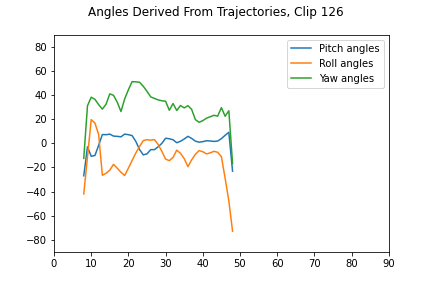 Angles Derived From Trajectories, Clip 126
Pitch angles
Roll angles
Yaw angles
80
60
40
20
0
−20
−40
−60
−80
0 10 20 30 40 50 60 70 80 90